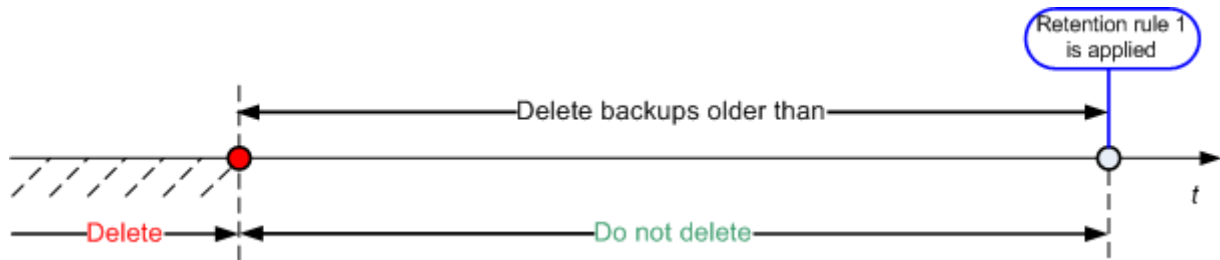 Retention rule 1
is applied
Delete backups older than
t
Delete
Do not delete